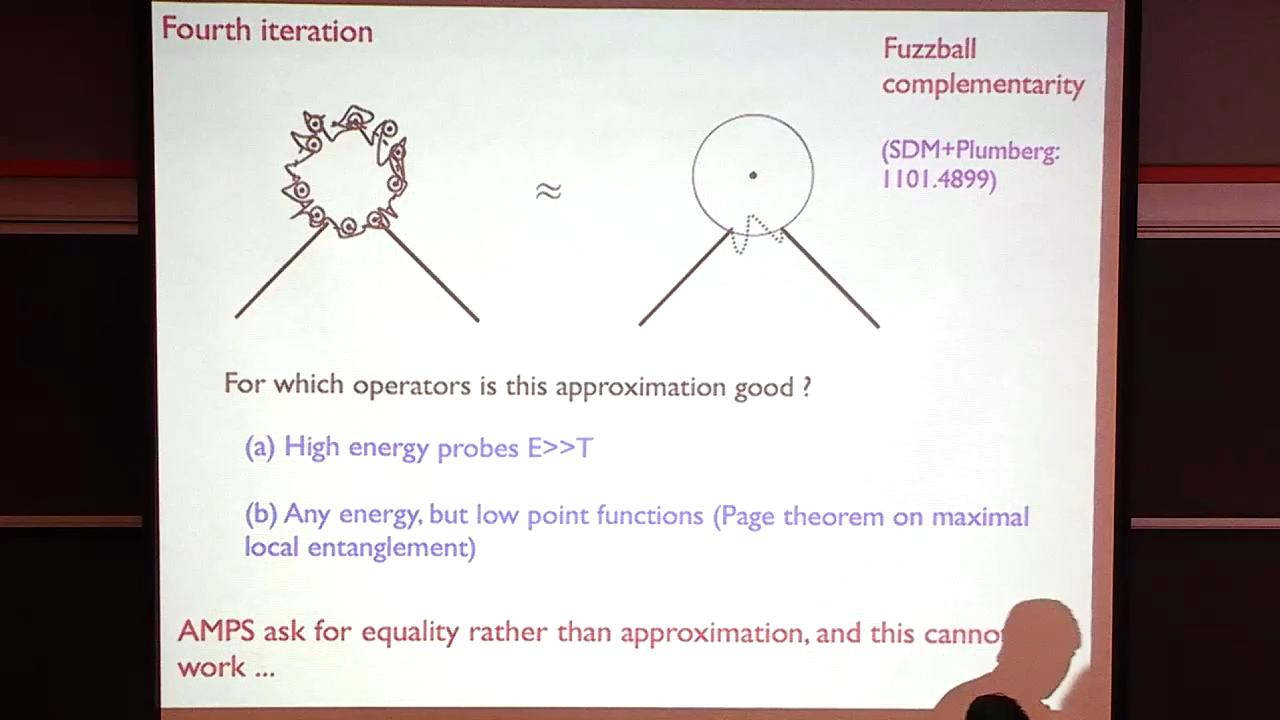 Fourth iteration
Fuzzball
complementarity
(SDM+Plumberg:
1101.4899)
≈
For which operators is this approximation good ?
(a) High energy probes E>>T
(b) Any energy, but low point functions (Page theorem on maximal
local entanglement)
AMPS ask for equality rather than approximation, and this
work ...